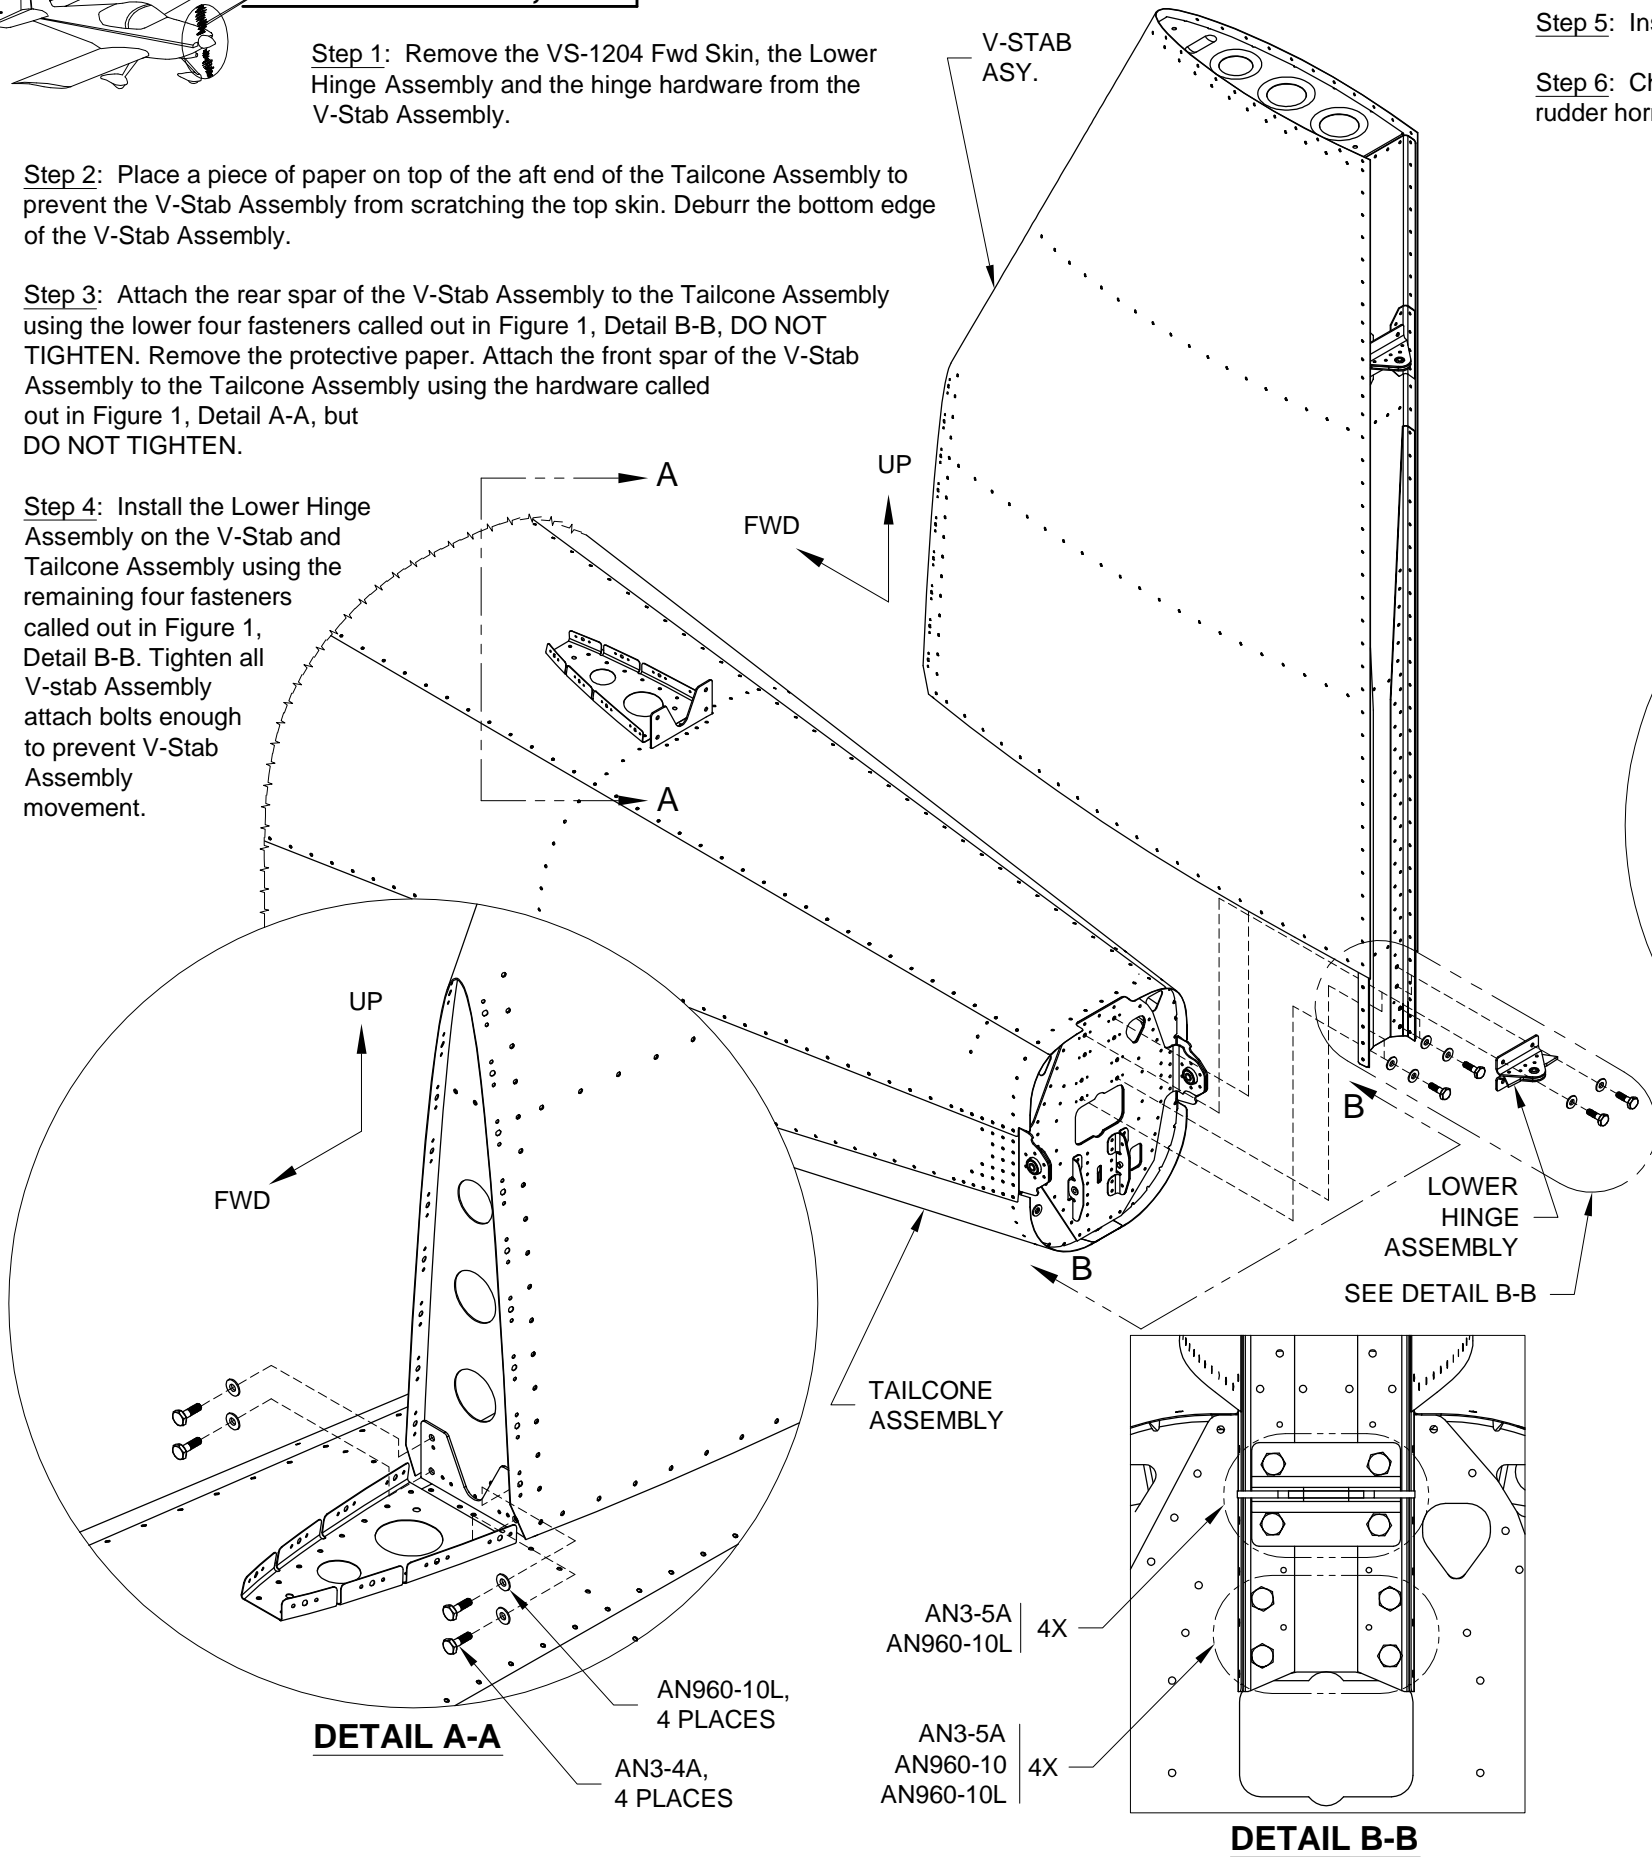 Step 1: Remove the VS-1204 Fwd Skin, the Lower
Hinge Assembly and the hinge hardware from the
V-Stab Assembly.
Step 2: Place a piece of paper on top of the aft end of the Tailcone Assembly to
prevent the V-Stab Assembly from scratching the top skin. Deburr the bottom edge
of the V-Stab Assembly.
Step 3: Attach the rear spar of the V-Stab Assembly to the Tailcone Assembly
using the lower four fasteners called out in Figure 1, Detail B-B, DO NOT
TIGHTEN. Remove the protective paper. Attach the front spar of the V-Stab
Assembly to the Tailcone Assembly using the hardware called
out in Figure 1, Detail A-A, but
DO NOT TIGHTEN.
Step 4: Install the Lower Hinge
Assembly on the V-Stab and
Tailcone Assembly using the
remaining four fasteners
called out in Figure 1,
Detail B-B. Tighten all
V-stab Assembly
attach bolts enough
to prevent V-Stab
Assembly
movement.
Step 5:
Step 6:
rudder
V-STAB
ASY.
UP
FWD
A
A
UP
FWD
B
B
LOWER
HINGE
ASSEMBLY
SEE DETAIL B-B
TAILCONE
ASSEMBLY
AN960-10L,
4 PLACES
AN3-4A,
4 PLACES
DETAIL A-A
AN3-5A
AN960-10L
4X
AN3-5A
AN960-10
AN960-10L
4X
DETAIL B-B